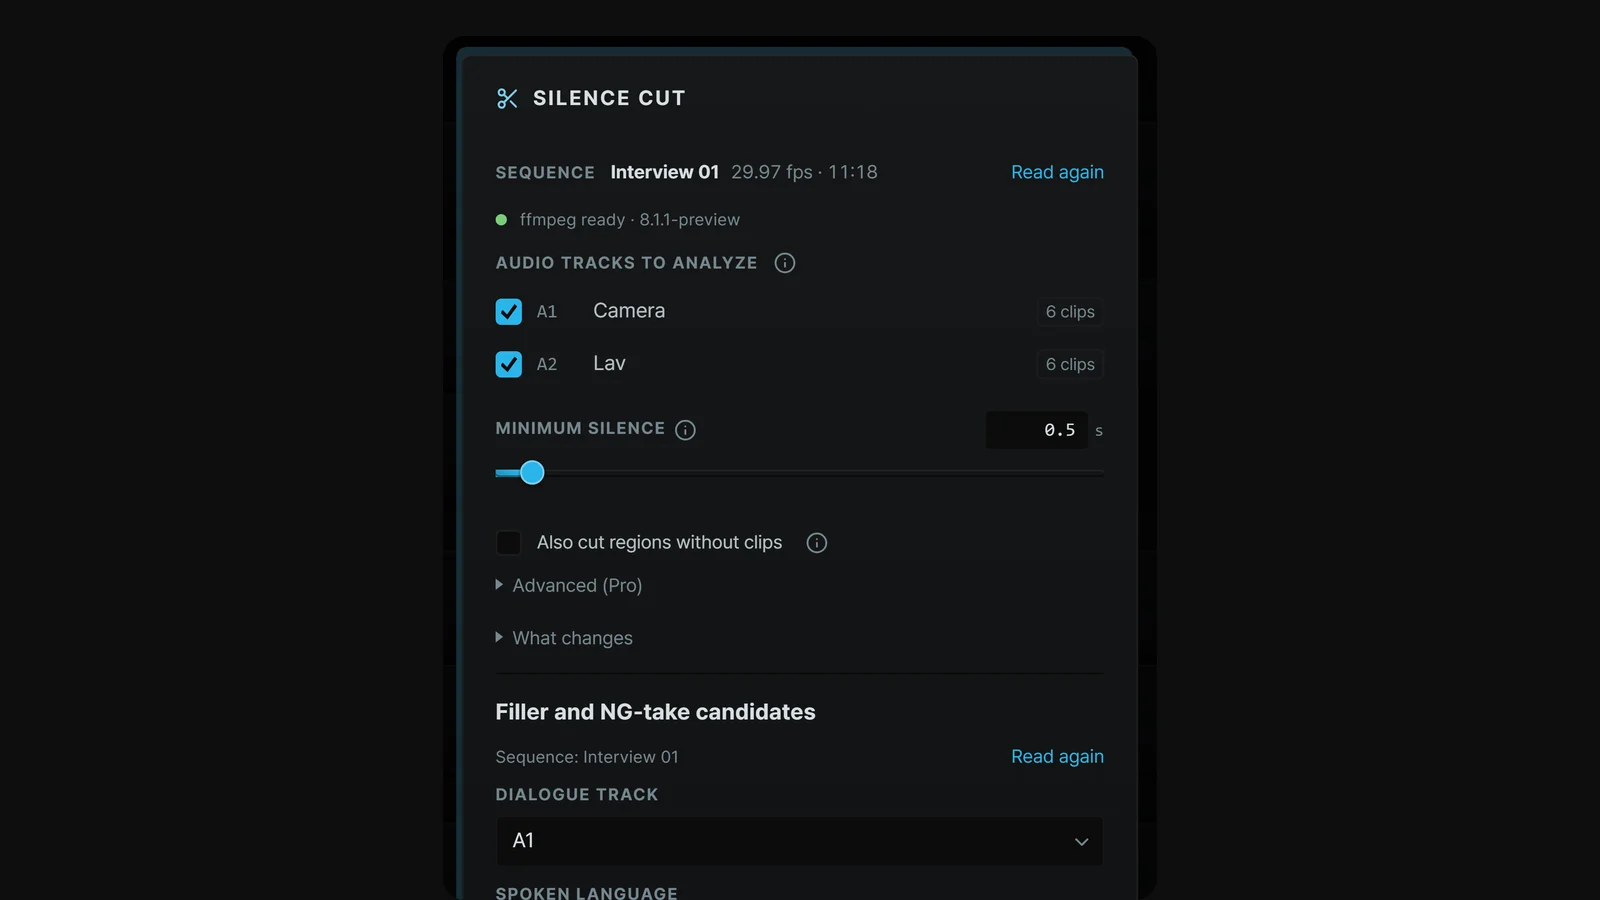 SILENCE CUT
SEQUENCE Interview 01 29.97 fps · 11:18 Read again
ffmpeg ready · 8.1.1-preview
AUDIO TRACKS TO ANALYZE
A1 Camera 6 clips
A2 Lav 6 clips
MINIMUM SILENCE 0.5 s
Also cut regions without clips
Advanced (Pro)
What changes
Filler and NG-take candidates
Sequence: Interview 01 Read again
DIALOGUE TRACK
A1
SPOKEN LANGUAGE